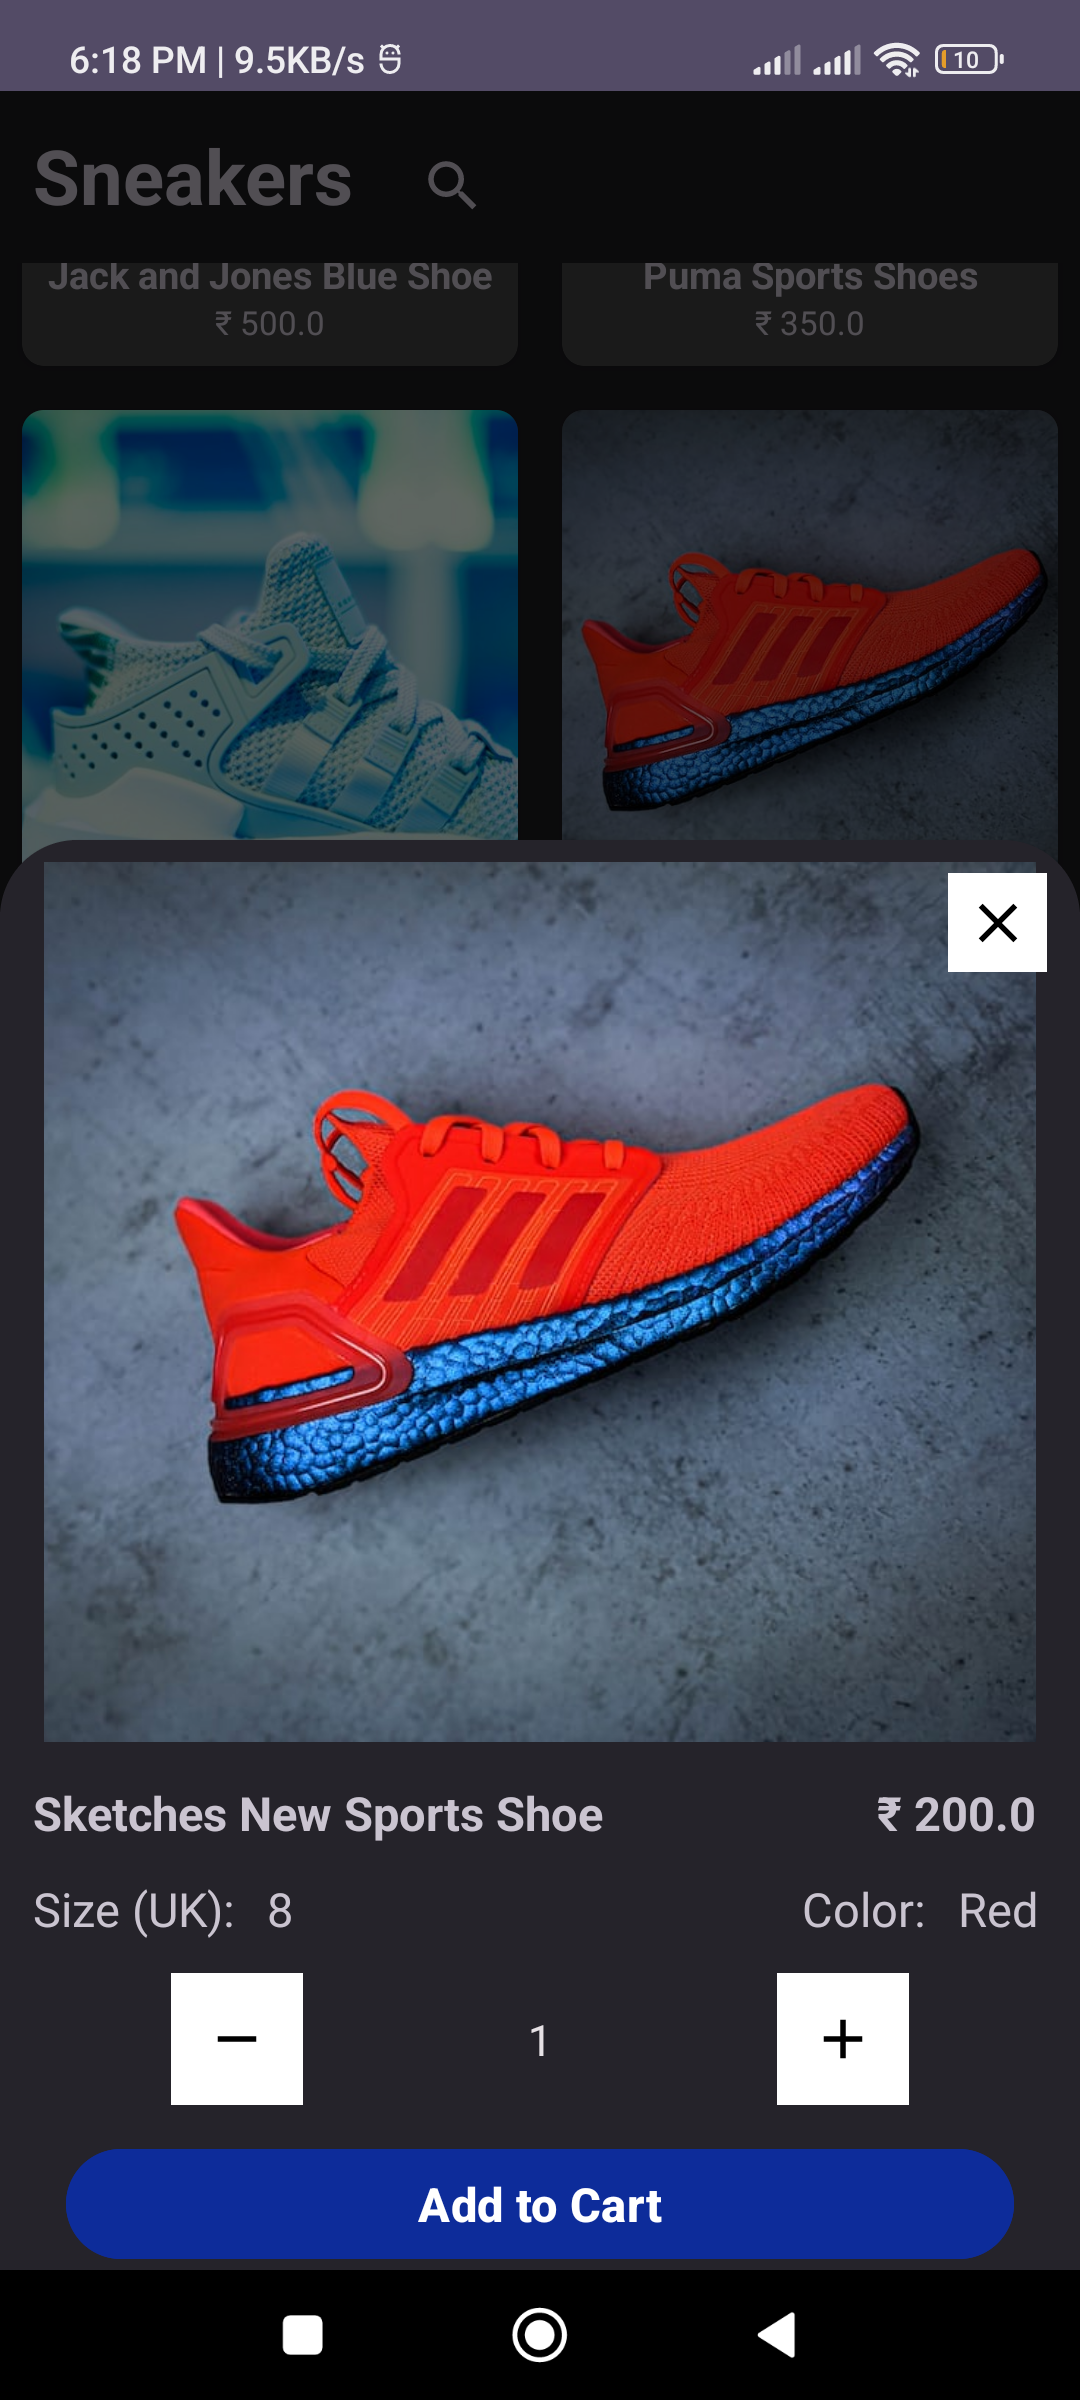 6:18 PM | 9.5KB/s
10
Sneakers
Jack and Jones Blue Shoe
₹ 500.0
Puma Sports Shoes
₹ 350.0
Sketches New Sports Shoe
₹ 200.0
Size (UK): 8
Color: Red
1
Add to Cart